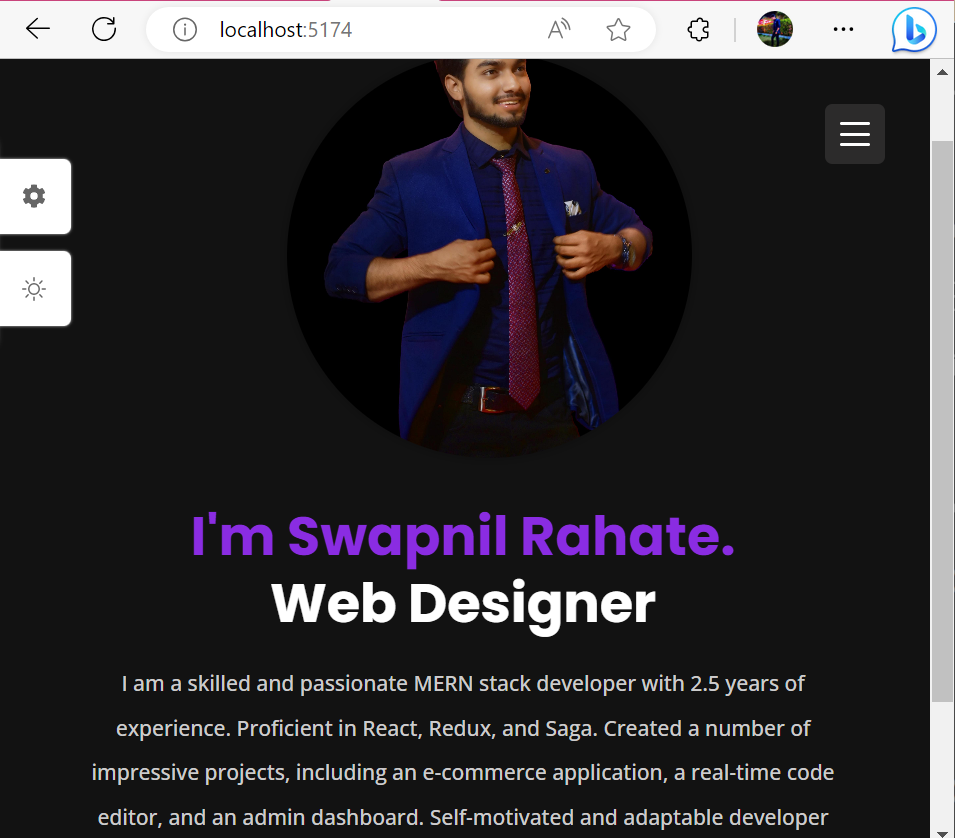 localhost:5174
I'm Swapnil Rahate.
Web Designer
I am a skilled and passionate MERN stack developer with 2.5 years of
experience. Proficient in React, Redux, and Saga. Created a number of
impressive projects, including an e-commerce application, a real-time code
editor, and an admin dashboard. Self-motivated and adaptable developer